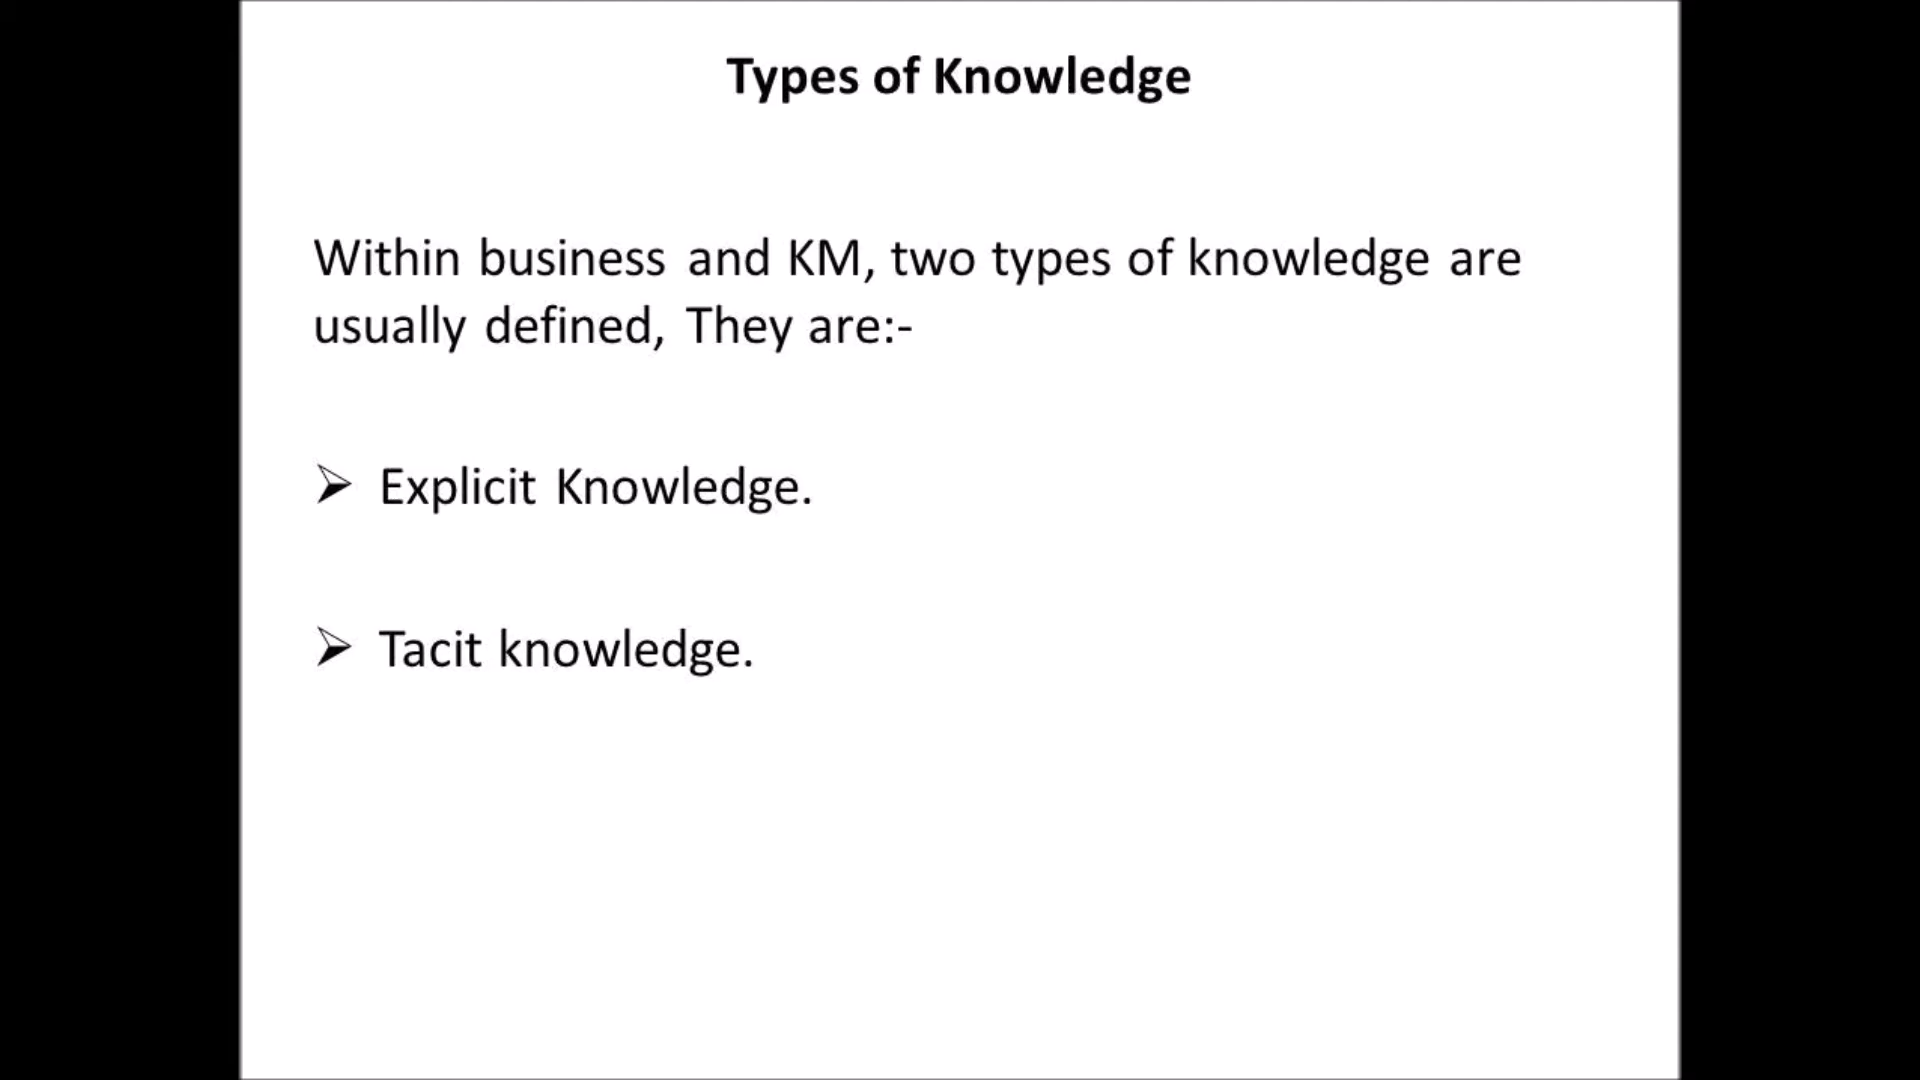 Types of Knowledge
Within business and KM, two types of knowledge are
usually defined, They are:-
➢ Explicit Knowledge.
➢ Tacit knowledge.